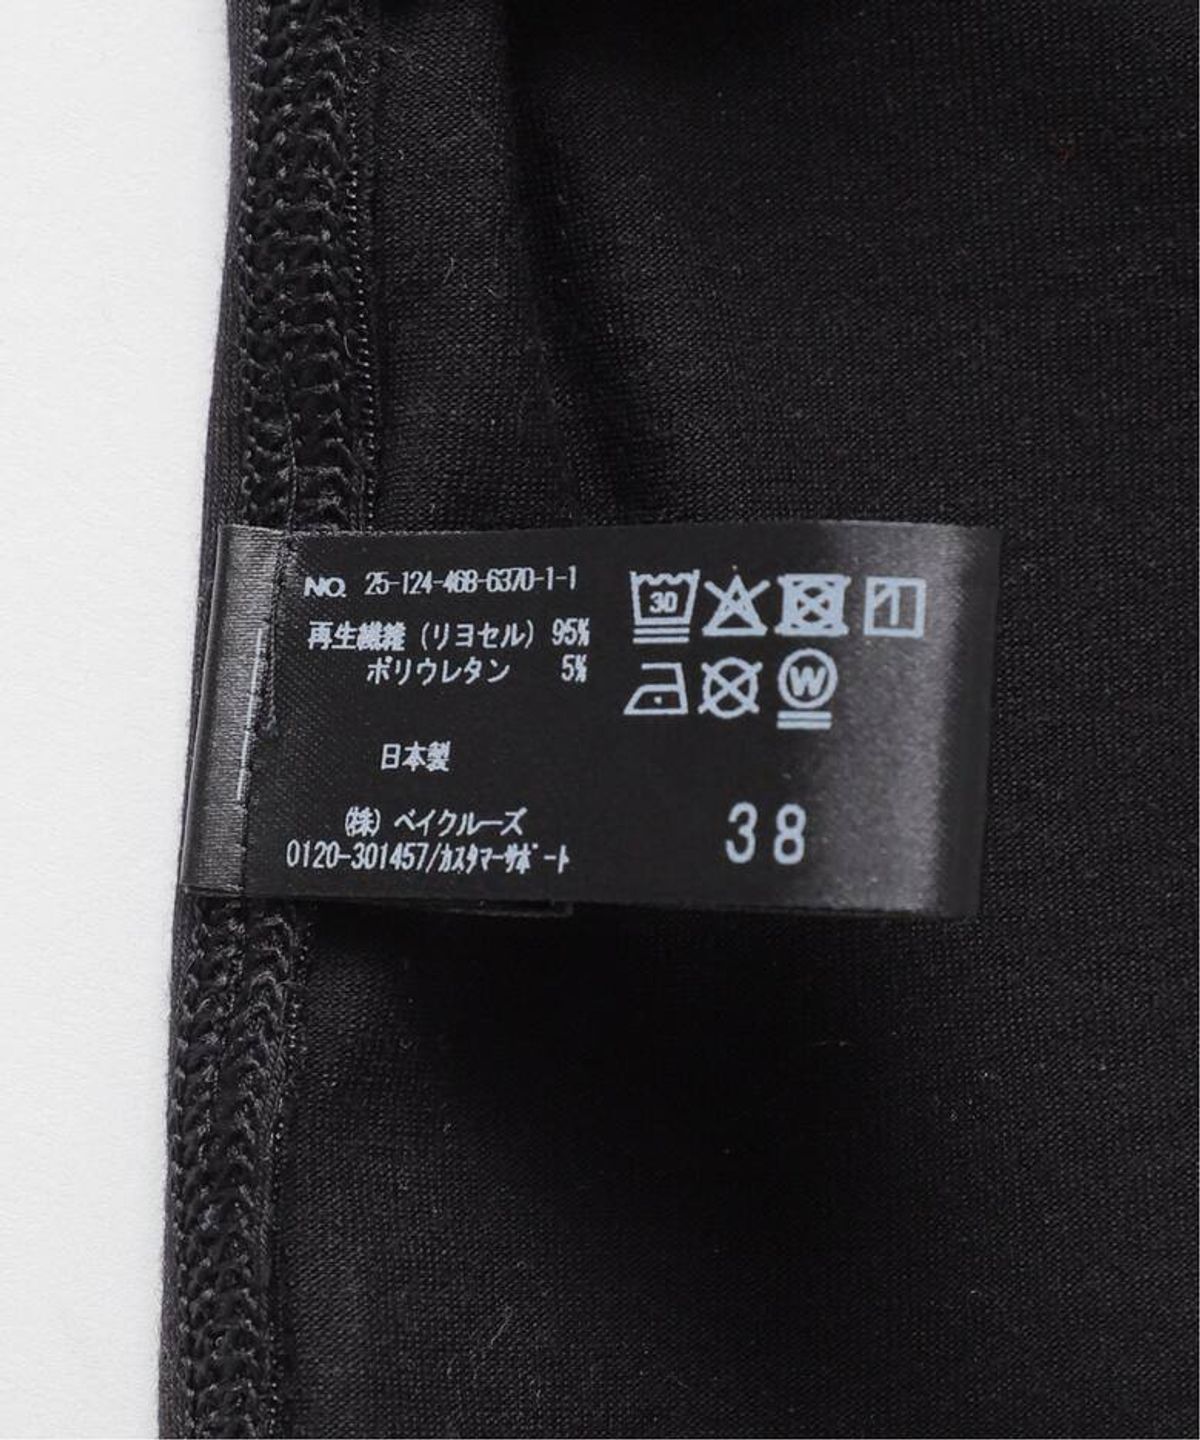 NO. 25-124-468-6370-1-1
再生繊維(リヨセル) 95%
ポリウレタン 5%
日本製
(株)ベイクルーズ
0120-301457/カスタマーサポート
30
W
38